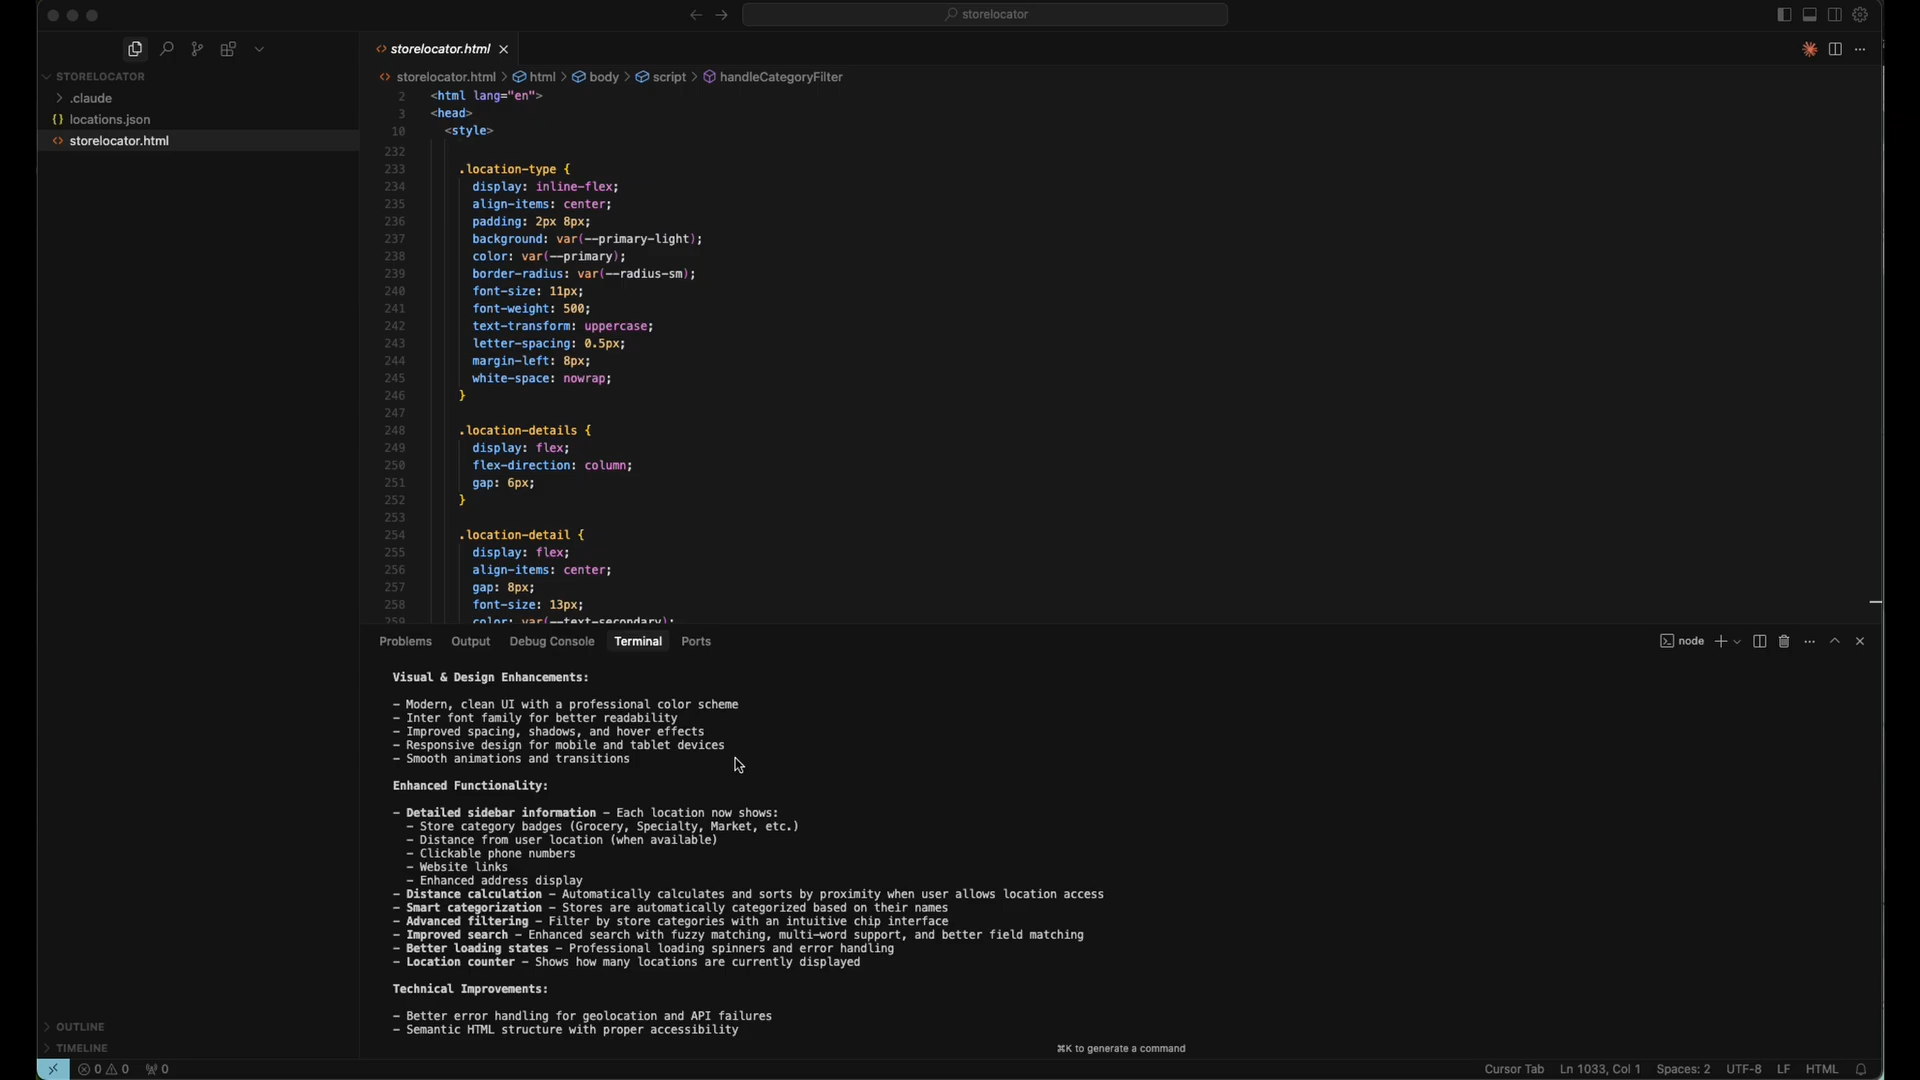 storelocator
storelocator.html
STORELOCATOR
.claude
locations.json
storelocator.html
OUTLINE
TIMELINE
storelocator.html > html > body > script > handleCategoryFilter
2 <html lang="en">
3 <head>
10 <style>
232
233 .location-type {
234 display: inline-flex;
235 align-items: center;
236 padding: 2px 8px;
237 background: var(--primary-light);
238 color: var(--primary);
239 border-radius: var(--radius-sm);
240 font-size: 11px;
241 font-weight: 500;
242 text-transform: uppercase;
243 letter-spacing: 0.5px;
244 margin-left: 8px;
245 white-space: nowrap;
246 }
247
248 .location-details {
249 display: flex;
250 flex-direction: column;
251 gap: 6px;
252 }
253
254 .location-detail {
255 display: flex;
256 align-items: center;
257 gap: 8px;
258 font-size: 13px;
259 color: var(--text-secondary);
Problems Output Debug Console Terminal Ports
node
Visual & Design Enhancements:
- Modern, clean UI with a professional color scheme
- Inter font family for better readability
- Improved spacing, shadows, and hover effects
- Responsive design for mobile and tablet devices
- Smooth animations and transitions
Enhanced Functionality:
- Detailed sidebar information - Each location now shows:
- Store category badges (Grocery, Specialty, Market, etc.)
- Distance from user location (when available)
- Clickable phone numbers
- Website links
- Enhanced address display
- Distance calculation - Automatically calculates and sorts by proximity when user allows location access
- Smart categorization - Stores are automatically categorized based on their names
- Advanced filtering - Filter by store categories with an intuitive chip interface
- Improved search - Enhanced search with fuzzy matching, multi-word support, and better field matching
- Better loading states - Professional loading spinners and error handling
- Location counter - Shows how many locations are currently displayed
Technical Improvements:
- Better error handling for geolocation and API failures
- Semantic HTML structure with proper accessibility
⌘K to generate a command
0 0 0
Cursor Tab Ln 1033, Col 1 Spaces: 2 UTF-8 LF HTML